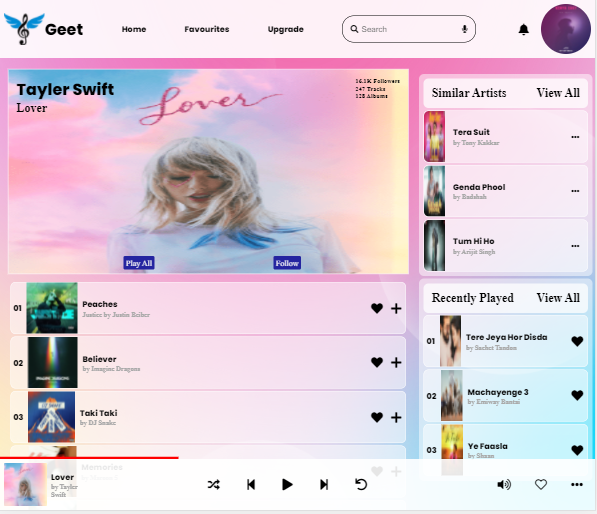 Geet
Home
Favourites
Upgrade
Search
Tayler Swift
Lover
Lover
16.1K Followers
247 Tracks
128 Albums
Play All
Follow
01
Peaches
Justice by Justin Beiber
02
Believer
by Imagine Dragons
03
Taki Taki
by DJ Snake
Memories
Similar Artists
View All
Tera Suit
by Tony Kakkar
Genda Phool
by Badshah
Tum Hi Ho
by Arijit Singh
Recently Played
View All
01
Tere Jeya Hor Disda
by Sachet Tandon
02
Machayenge 3
by Emiway Bantai
03
Ye Faasla
by Shaan
Lover
by Tayler
Swift